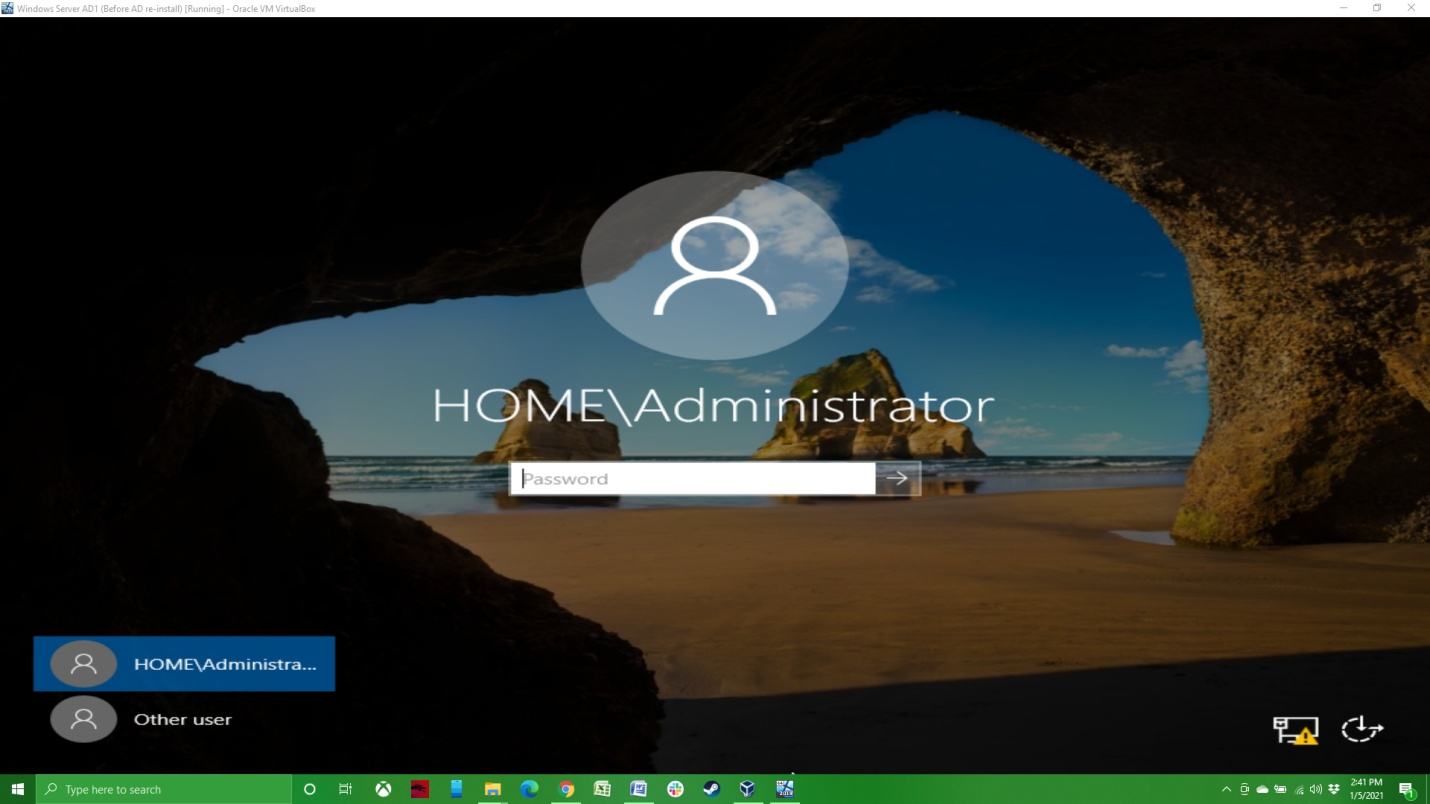 Windows Server AD1 (Before AD re-install) [Running] - Oracle VM VirtualBox
HOME\Administrator
Password
HOME\Administra...
Other user
Type here to search
2:41 PM
1/5/2021
1